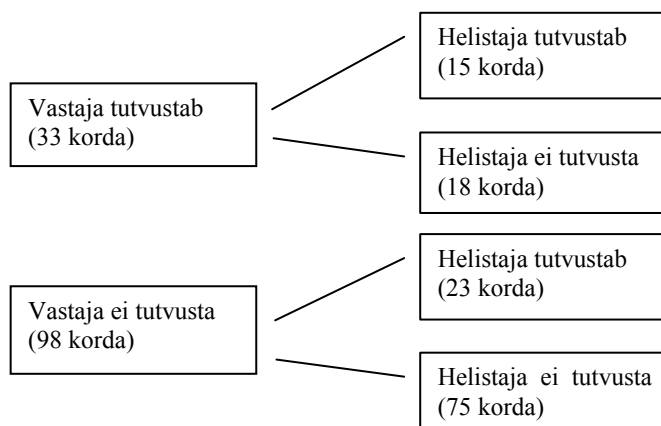 Helistaja tutvustab
(15 korda)
Vastaja tutvustab
(33 korda)
Helistaja ei tutvusta
(18 korda)
Helistaja tutvustab
(23 korda)
Vastaja ei tutvusta
(98 korda)
Helistaja ei tutvusta
(75 korda)